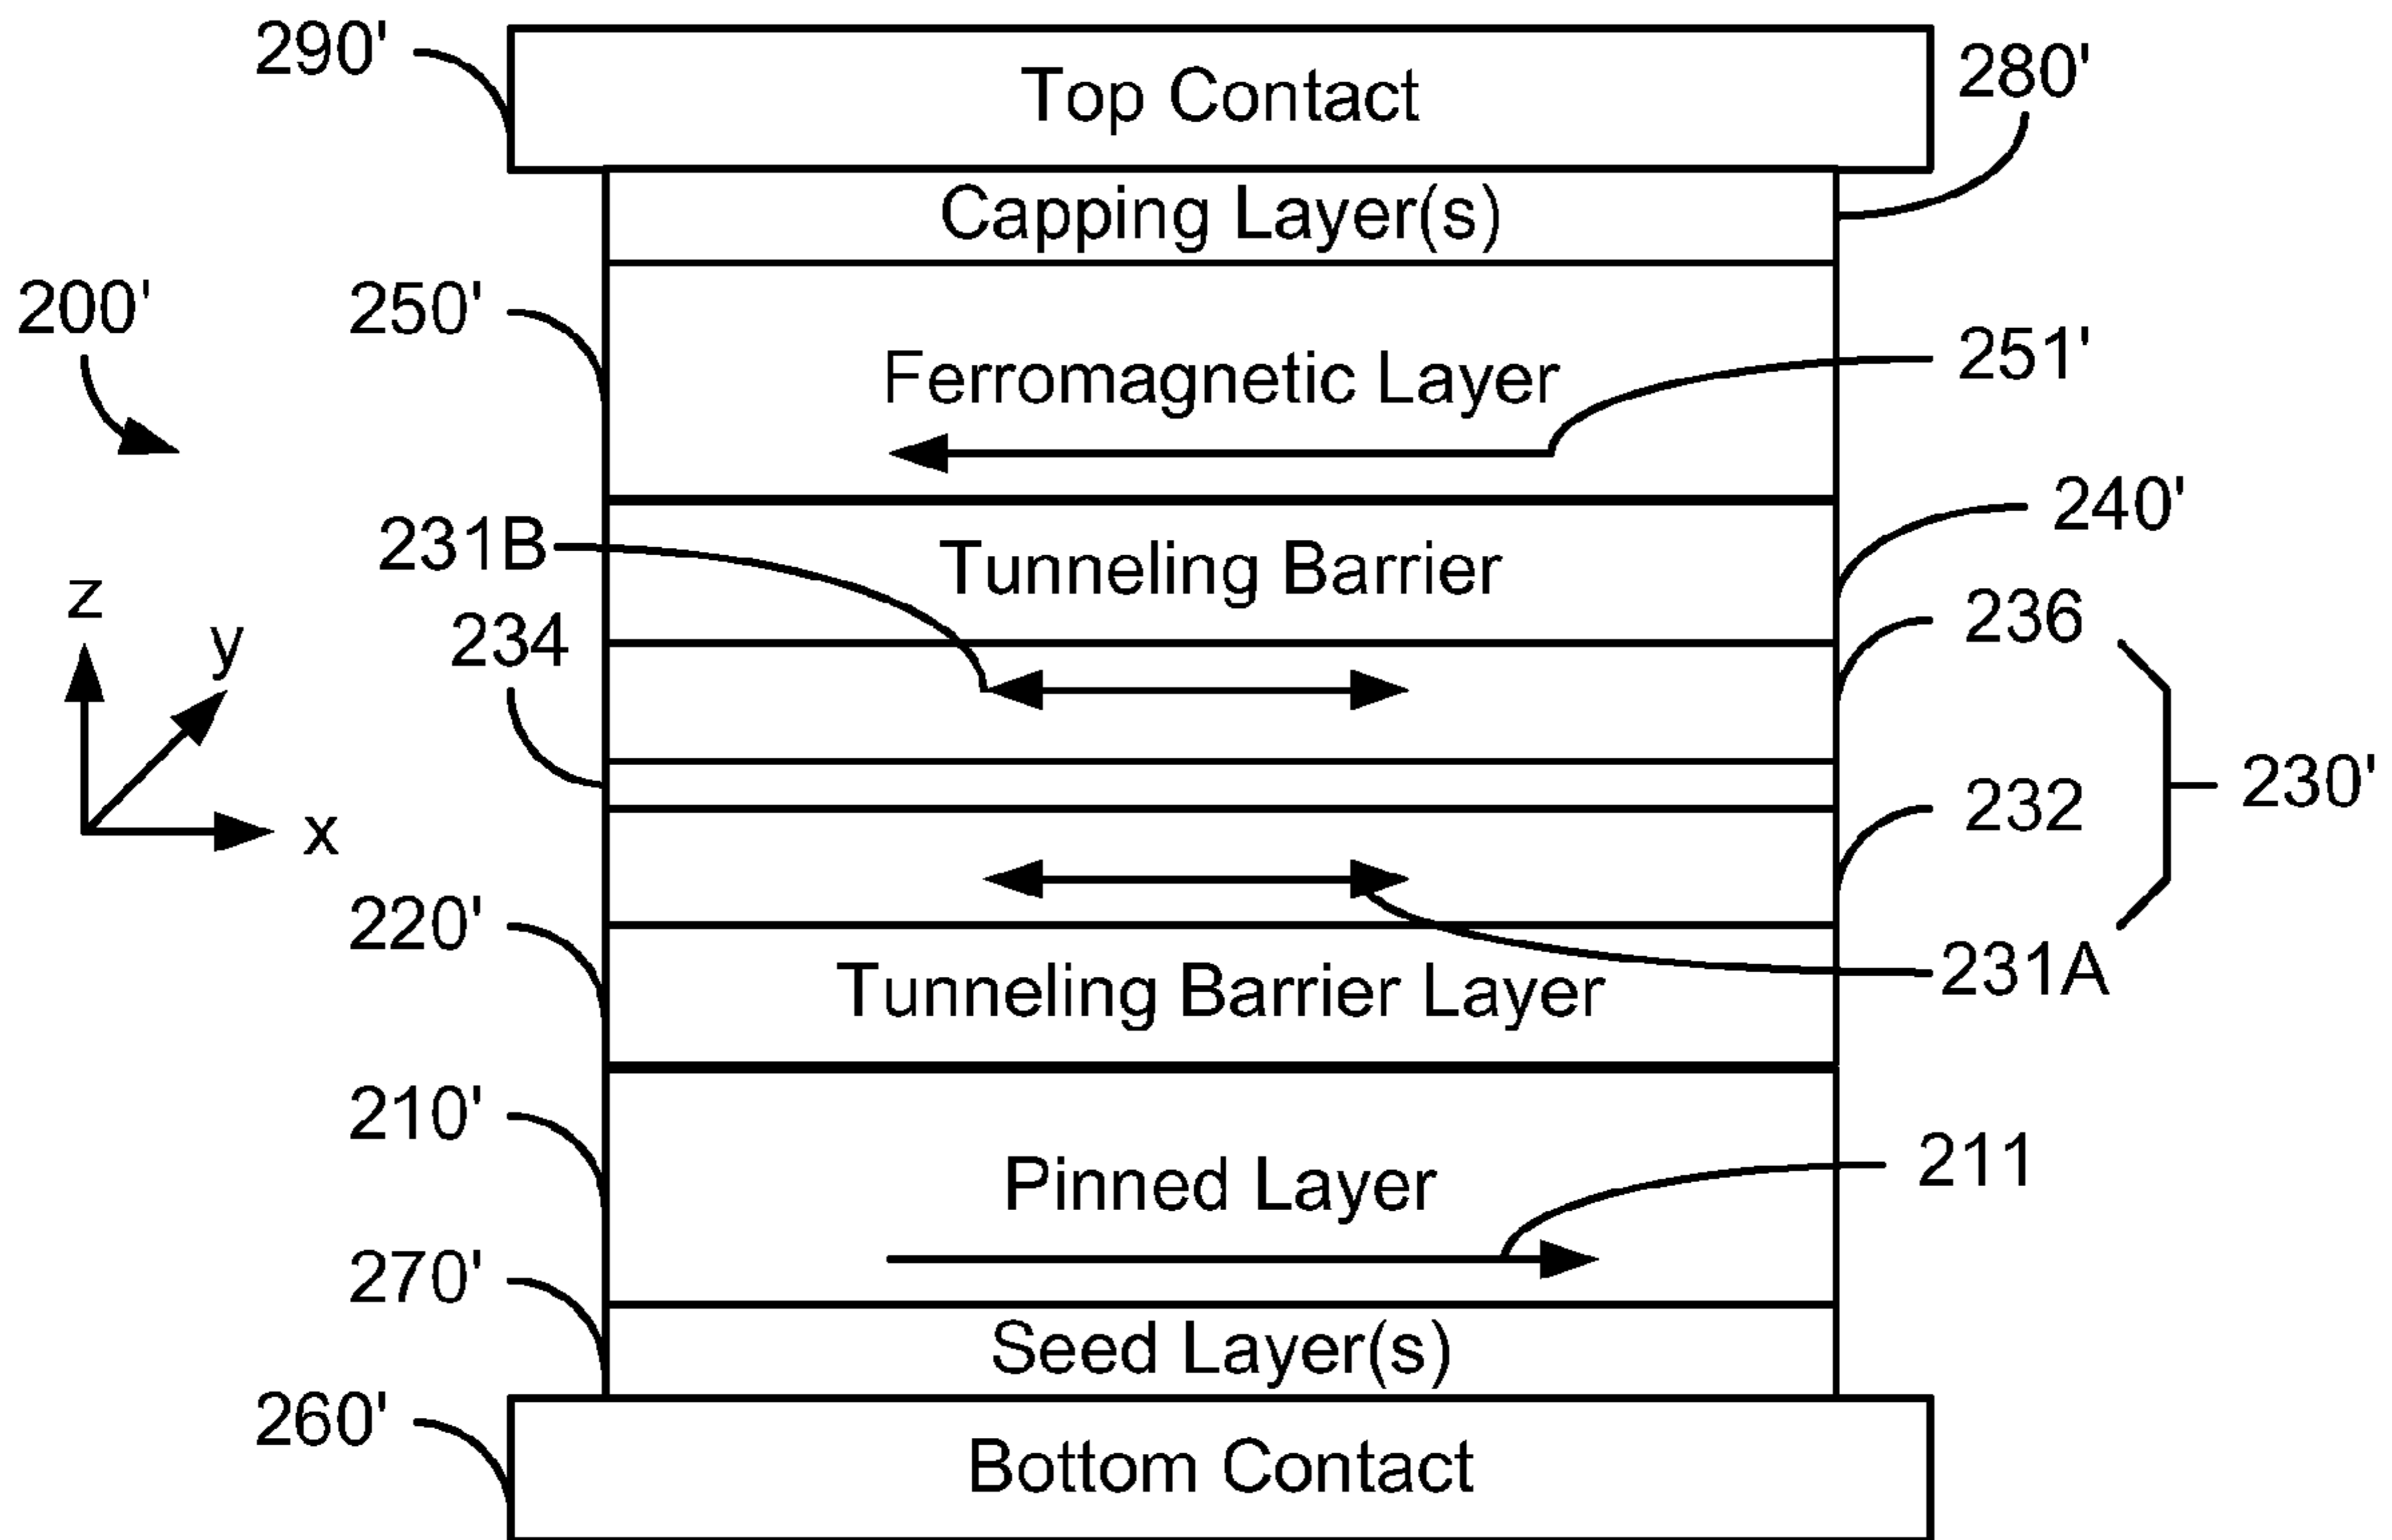 290'
Top Contact
280'
Capping Layer(s)
200'
250'
Ferromagnetic Layer
251'
231B
Tunneling Barrier
240'
z
y
234
236
x
232
230'
220'
Tunneling Barrier Layer
231A
210'
Pinned Layer
211
270'
Seed Layer(s)
260'
Bottom Contact